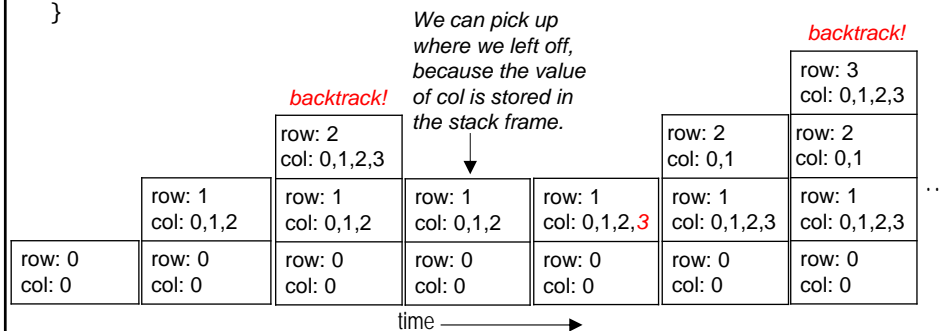 }
We can pick up
where we left off,
because the value
of col is stored in
the stack frame.
backtrack!
backtrack!
row: 0
col: 0
row: 1
col: 0,1,2
row: 0
col: 0
row: 2
col: 0,1,2,3
row: 1
col: 0,1,2
row: 0
col: 0
row: 1
col: 0,1,2
row: 0
col: 0
row: 1
col: 0,1,2,3
row: 0
col: 0
row: 2
col: 0,1
row: 1
col: 0,1,2,3
row: 0
col: 0
row: 3
col: 0,1,2,3
row: 2
col: 0,1
row: 1
col: 0,1,2,3
row: 0
col: 0
..
time